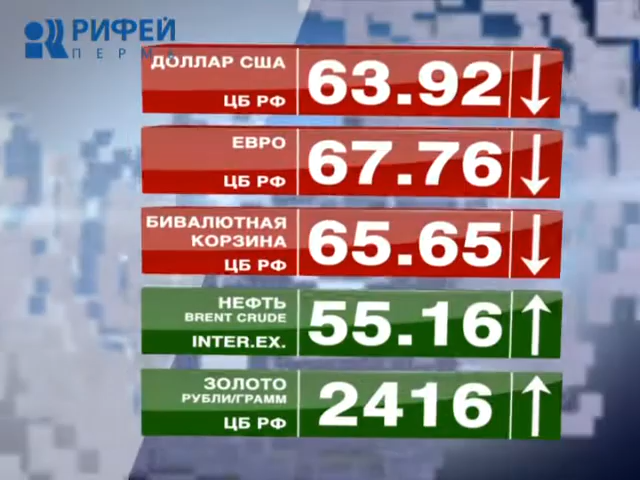 РИФЕЙ
ПЕРМЬ
ДОЛЛАР США
ЦБ РФ
63.92
ЕВРО
ЦБ РФ
67.76
БИВАЛЮТНАЯ
КОРЗИНА
ЦБ РФ
65.65
НЕФТЬ
BRENT CRUDE
INTER.EX.
55.16
ЗОЛОТО
РУБЛИ/ГРАММ
ЦБ РФ
2416